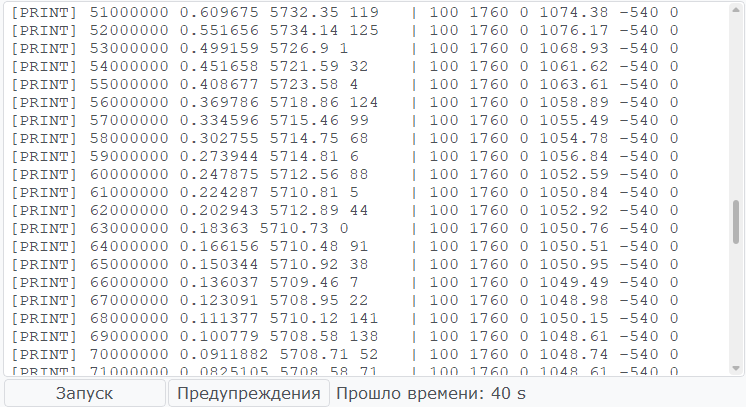 [PRINT] 51000000 0.609675 5732.35 119 | 100 1760 0 1074.38 -540 0
[PRINT] 52000000 0.551656 5734.14 125 | 100 1760 0 1076.17 -540 0
[PRINT] 53000000 0.499159 5726.9 1 | 100 1760 0 1068.93 -540 0
[PRINT] 54000000 0.451658 5721.59 32 | 100 1760 0 1061.62 -540 0
[PRINT] 55000000 0.408677 5723.58 4 | 100 1760 0 1063.61 -540 0
[PRINT] 56000000 0.369786 5718.86 124 | 100 1760 0 1058.89 -540 0
[PRINT] 57000000 0.334596 5715.46 99 | 100 1760 0 1055.49 -540 0
[PRINT] 58000000 0.302755 5714.75 68 | 100 1760 0 1054.78 -540 0
[PRINT] 59000000 0.273944 5714.81 6 | 100 1760 0 1056.84 -540 0
[PRINT] 60000000 0.247875 5712.56 88 | 100 1760 0 1052.59 -540 0
[PRINT] 61000000 0.224287 5710.81 5 | 100 1760 0 1050.84 -540 0
[PRINT] 62000000 0.202943 5712.89 44 | 100 1760 0 1052.92 -540 0
[PRINT] 63000000 0.18363 5710.73 0 | 100 1760 0 1050.76 -540 0
[PRINT] 64000000 0.166156 5710.48 91 | 100 1760 0 1050.51 -540 0
[PRINT] 65000000 0.150344 5710.92 38 | 100 1760 0 1050.95 -540 0
[PRINT] 66000000 0.136037 5709.46 7 | 100 1760 0 1049.49 -540 0
[PRINT] 67000000 0.123091 5708.95 22 | 100 1760 0 1048.98 -540 0
[PRINT] 68000000 0.111377 5710.12 141 | 100 1760 0 1050.15 -540 0
[PRINT] 69000000 0.100779 5708.58 138 | 100 1760 0 1048.61 -540 0
[PRINT] 70000000 0.0911882 5708.71 52 | 100 1760 0 1048.74 -540 0
[PRINT] 71000000 0.0825105 5708.58 71 | 100 1760 0 1048.61 -540 0
Запуск Предупреждения Прошло времени: 40 s